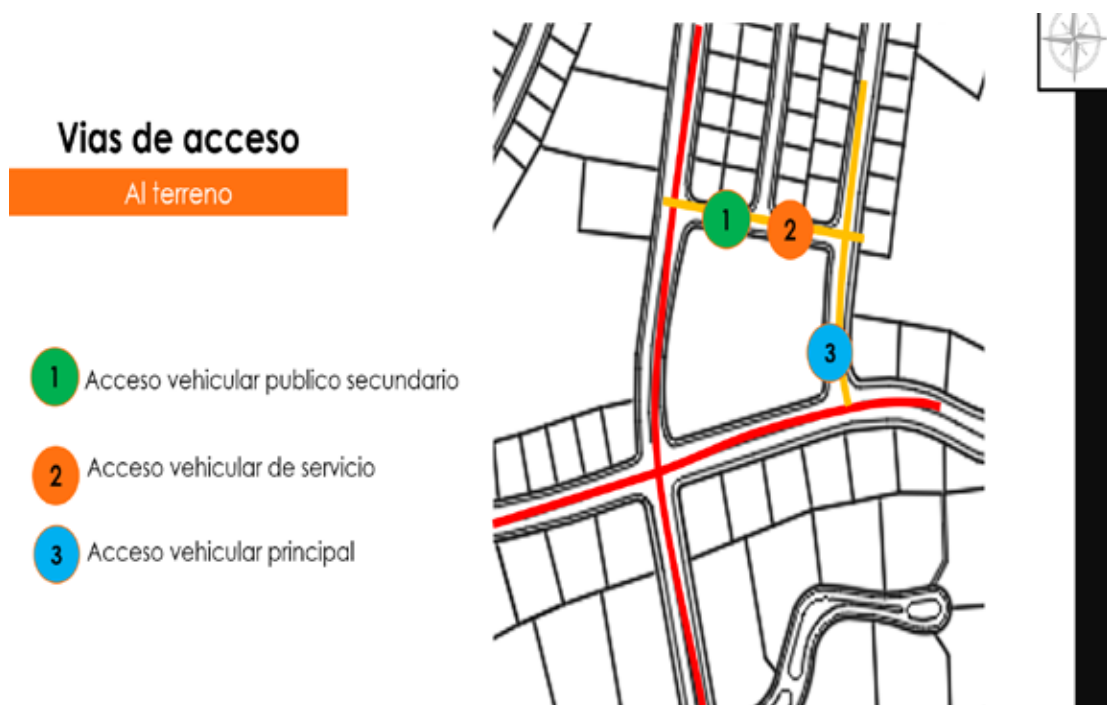 Vias de acceso
Al terreno
1 Acceso vehicular publico secundario
2 Acceso vehicular de servicio
3 Acceso vehicular principal
1
2
3